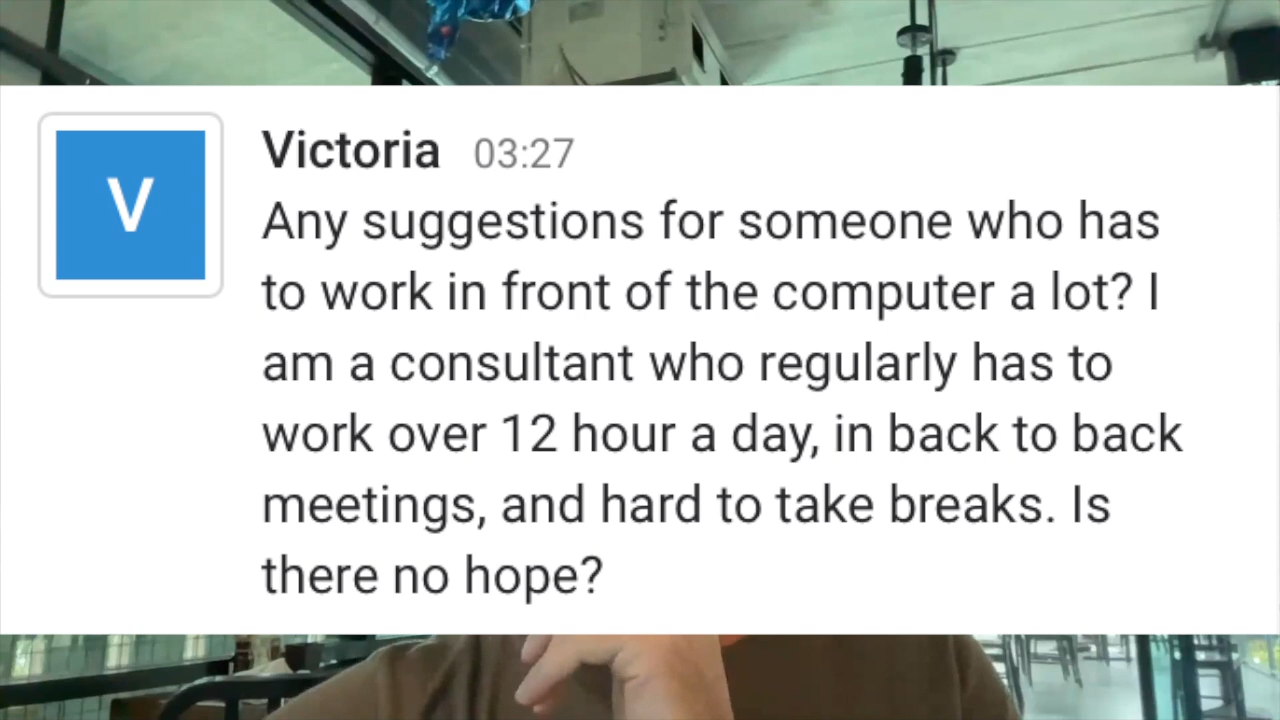 V
Victoria 03:27
Any suggestions for someone who has
to work in front of the computer a lot? I
am a consultant who regularly has to
work over 12 hour a day, in back to back
meetings, and hard to take breaks. Is
there no hope?